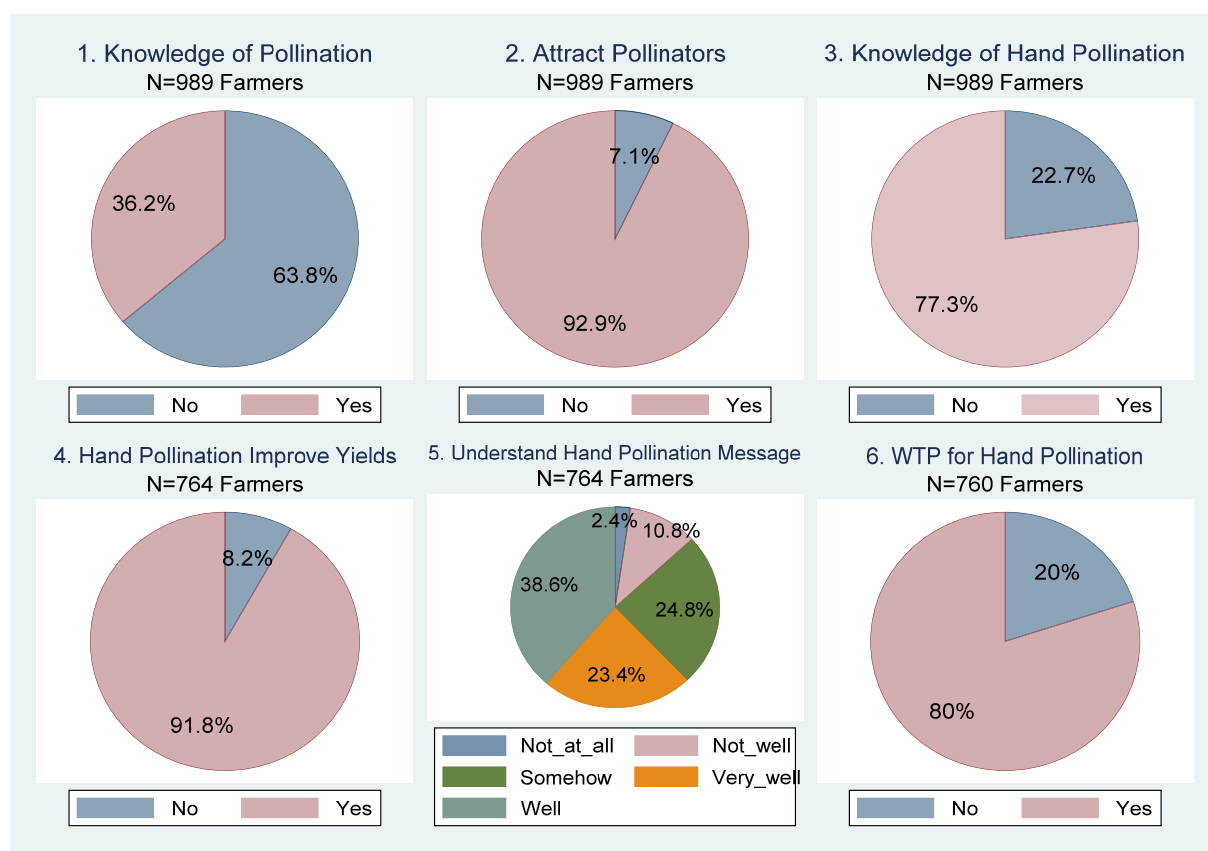 1. Knowledge of Pollination
N=989 Farmers
36.2%
63.8%
No Yes
2. Attract Pollinators
N=989 Farmers
7.1%
92.9%
No Yes
3. Knowledge of Hand Pollination
N=989 Farmers
22.7%
77.3%
No Yes
4. Hand Pollination Improve Yields
N=764 Farmers
8.2%
91.8%
No Yes
5. Understand Hand Pollination Message
N=764 Farmers
2.4%
10.8%
38.6%
24.8%
23.4%
Not_at_all Not_well
Somehow Very_well
Well
6. WTP for Hand Pollination
N=760 Farmers
20%
80%
No Yes